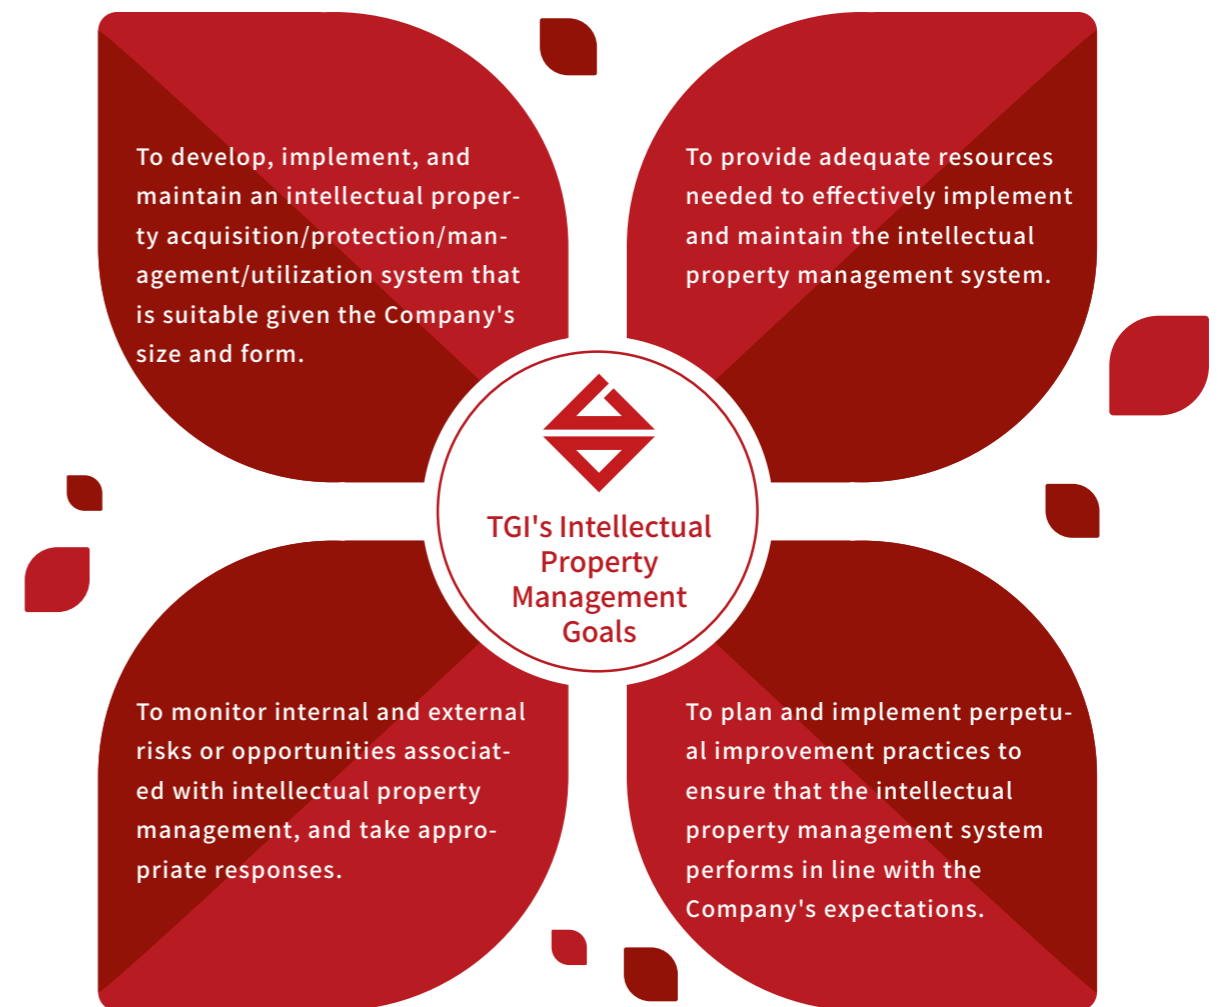 To develop, implement, and
maintain an intellectual proper-
ty acquisition/protection/man-
agement/utilization system that
is suitable given the Company's
size and form.
To provide adequate resources
needed to effectively implement
and maintain the intellectual
property management system.
TGI's Intellectual
Property
Management
Goals
To monitor internal and external
risks or opportunities associat-
ed with intellectual property
management, and take appro-
priate responses.
To plan and implement perpetu-
al improvement practices to
ensure that the intellectual
property management system
performs in line with the
Company's expectations.